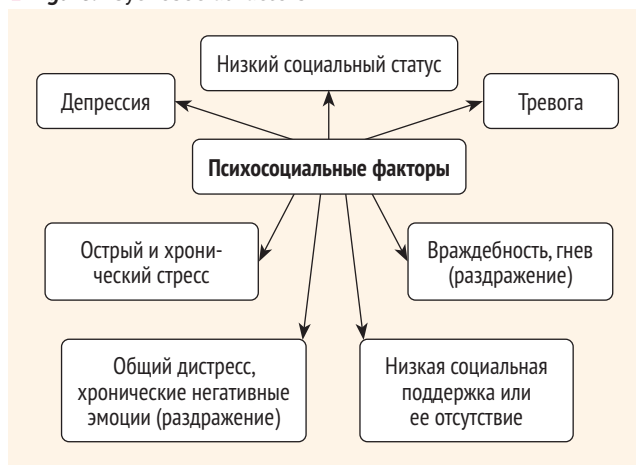 Низкий социальный статус
Депрессия
Тревога
Психосоциальные факторы
Острый и хрони-
ческий стресс
Враждебность, гнев
(раздражение)
Общий дистресс,
хронические негативные
эмоции (раздражение)
Низкая социальная
поддержка или
ее отсутствие